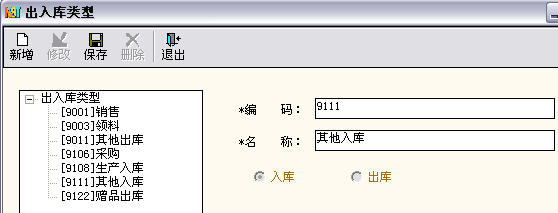 出入库类型
新增 修改 保存 删除 退出
出入库类型
[9001]销售
[9003]领料
[9011]其他出库
[9106]采购
[9108]生产入库
[9111]其他入库
[9122]赠品出库
*编 码： 9111
*名 称： 其他入库
入库 出库